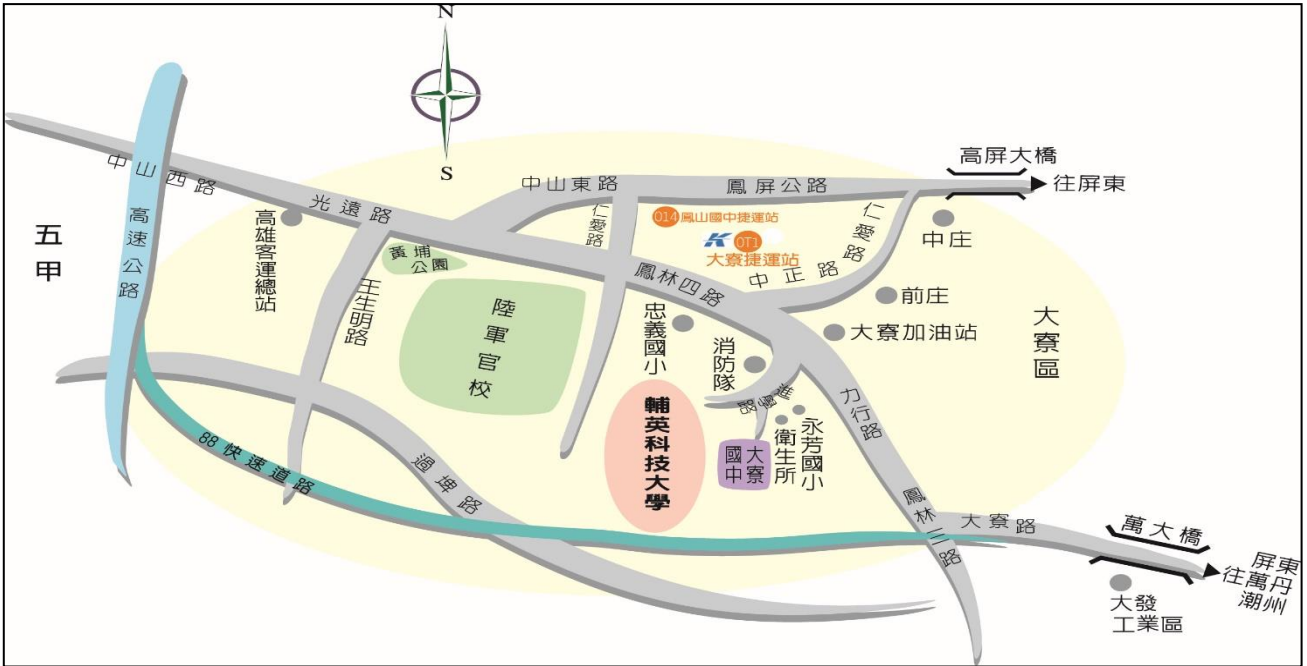 N
S
中山西路
高速公路
五甲
光遠路
高雄客運總站
中山東路
鳳屏公路
高屏大橋
往屏東
仁愛路
O14 鳳山國中捷運站
K OT1
大寮捷運站
仁愛路
中庄
黃埔
公園
王生明路
陸軍官校
鳳林四路
中正路
前庄
大寮加油站
大寮區
忠義國小
消防隊
進學路
力行路
輔英科技大學
大寮
國中
衛生所
永芳國小
88快速道路
過埤路
鳳林三路
大寮路
萬大橋
屏東
往萬丹
潮州
大發
工業區